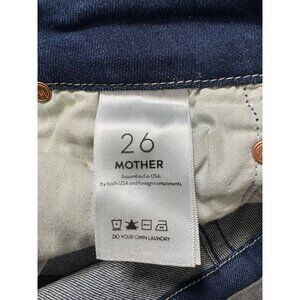 26
MOTHER
Assembled in USA
by both USA and foreign components
DO YOUR OWN LAUNDRY